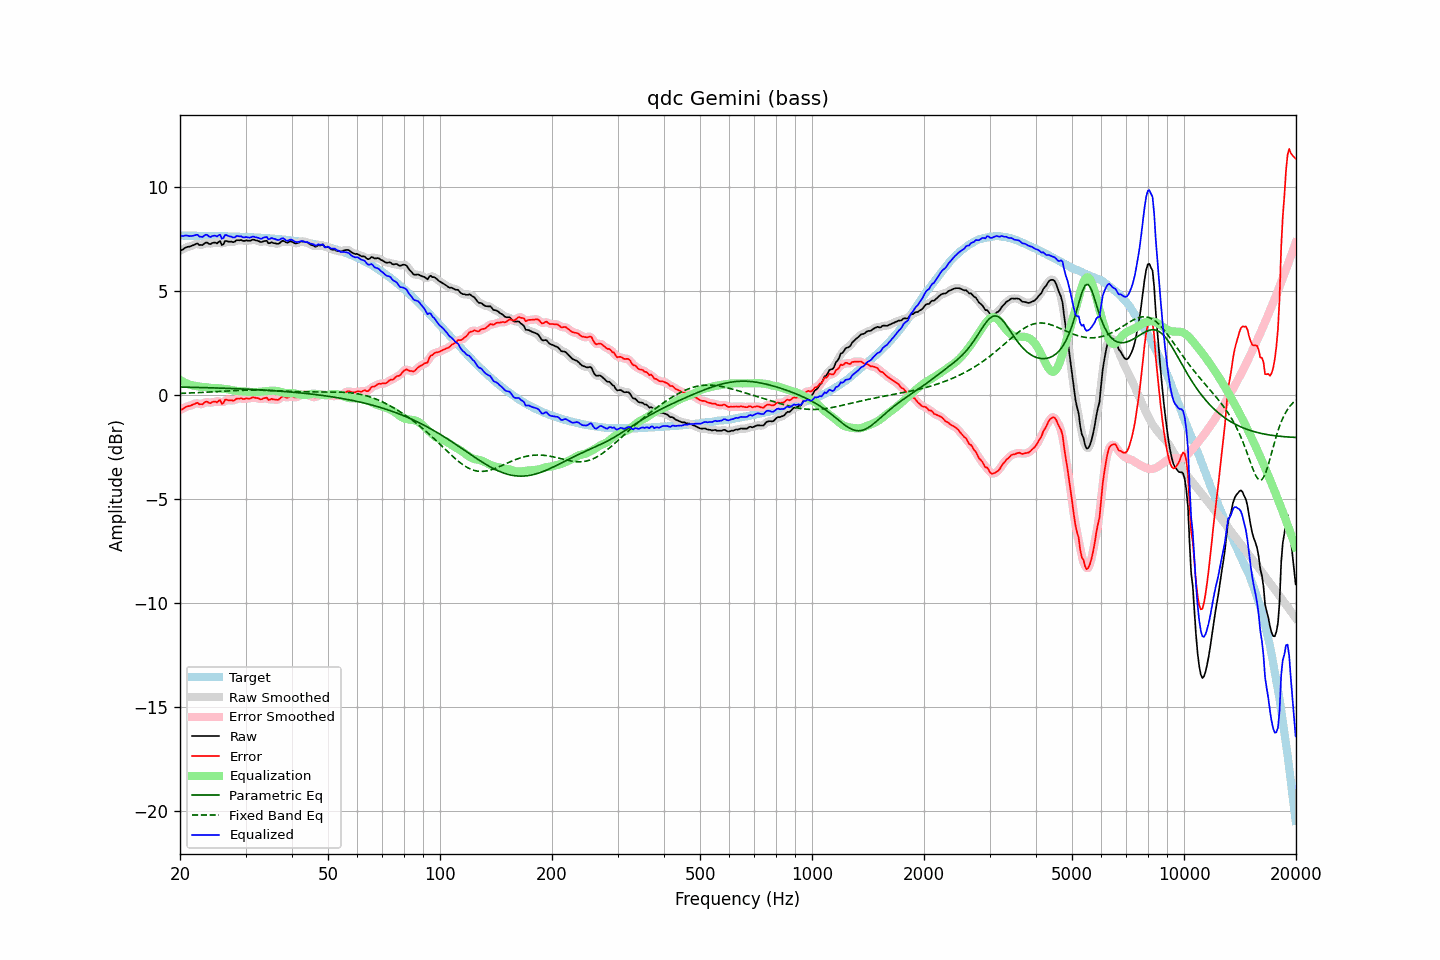 qdc Gemini (bass)
Amplitude (dBr)
10
5
0
−5
−10
−15
−20
Target
Raw Smoothed
Error Smoothed
Raw
Error
Equalization
Parametric Eq
Fixed Band Eq
Equalized
20 50 100 200 500 1000 2000 5000 10000 20000
Frequency (Hz)